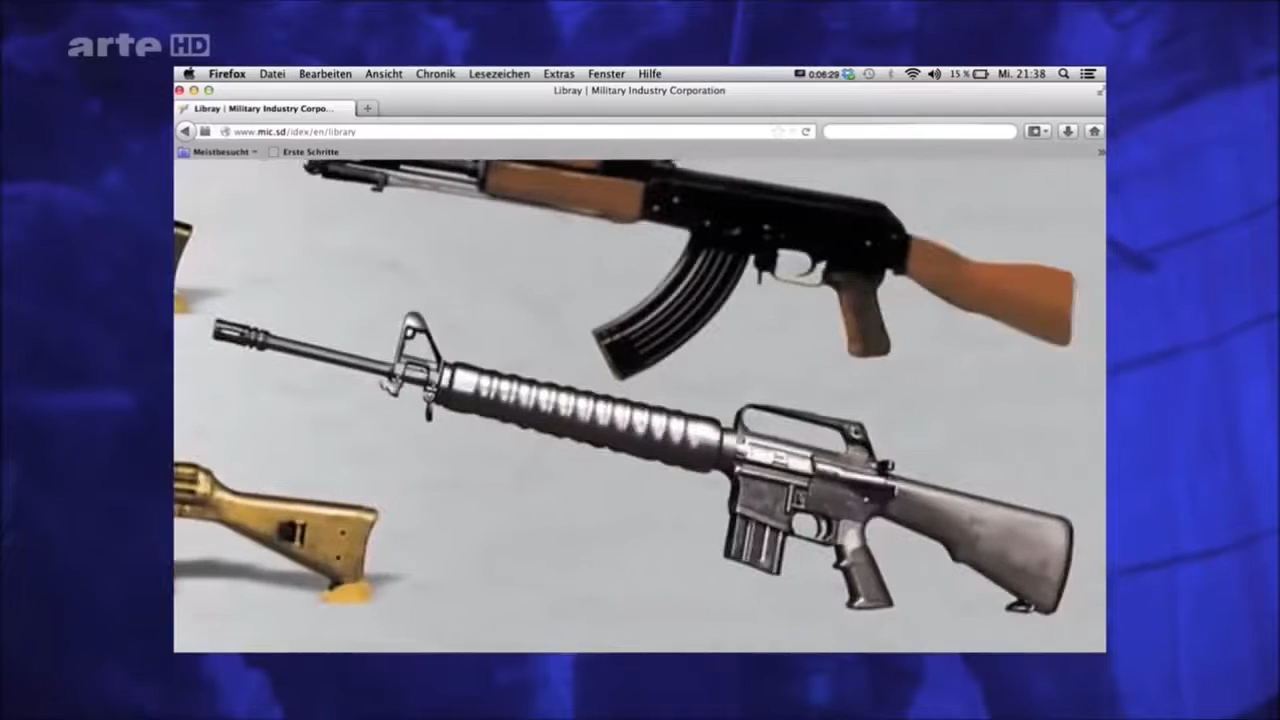 arte HD
Firefox Datei Bearbeiten Ansicht Chronik Lesezeichen Extras Fenster Hilfe 0:06:29 15 % Mi. 21:38
Libray | Military Industry Corporation
Libray | Military Industry Corpo...
www.mic.sd/idex/en/library
Meistbesucht Erste Schritte